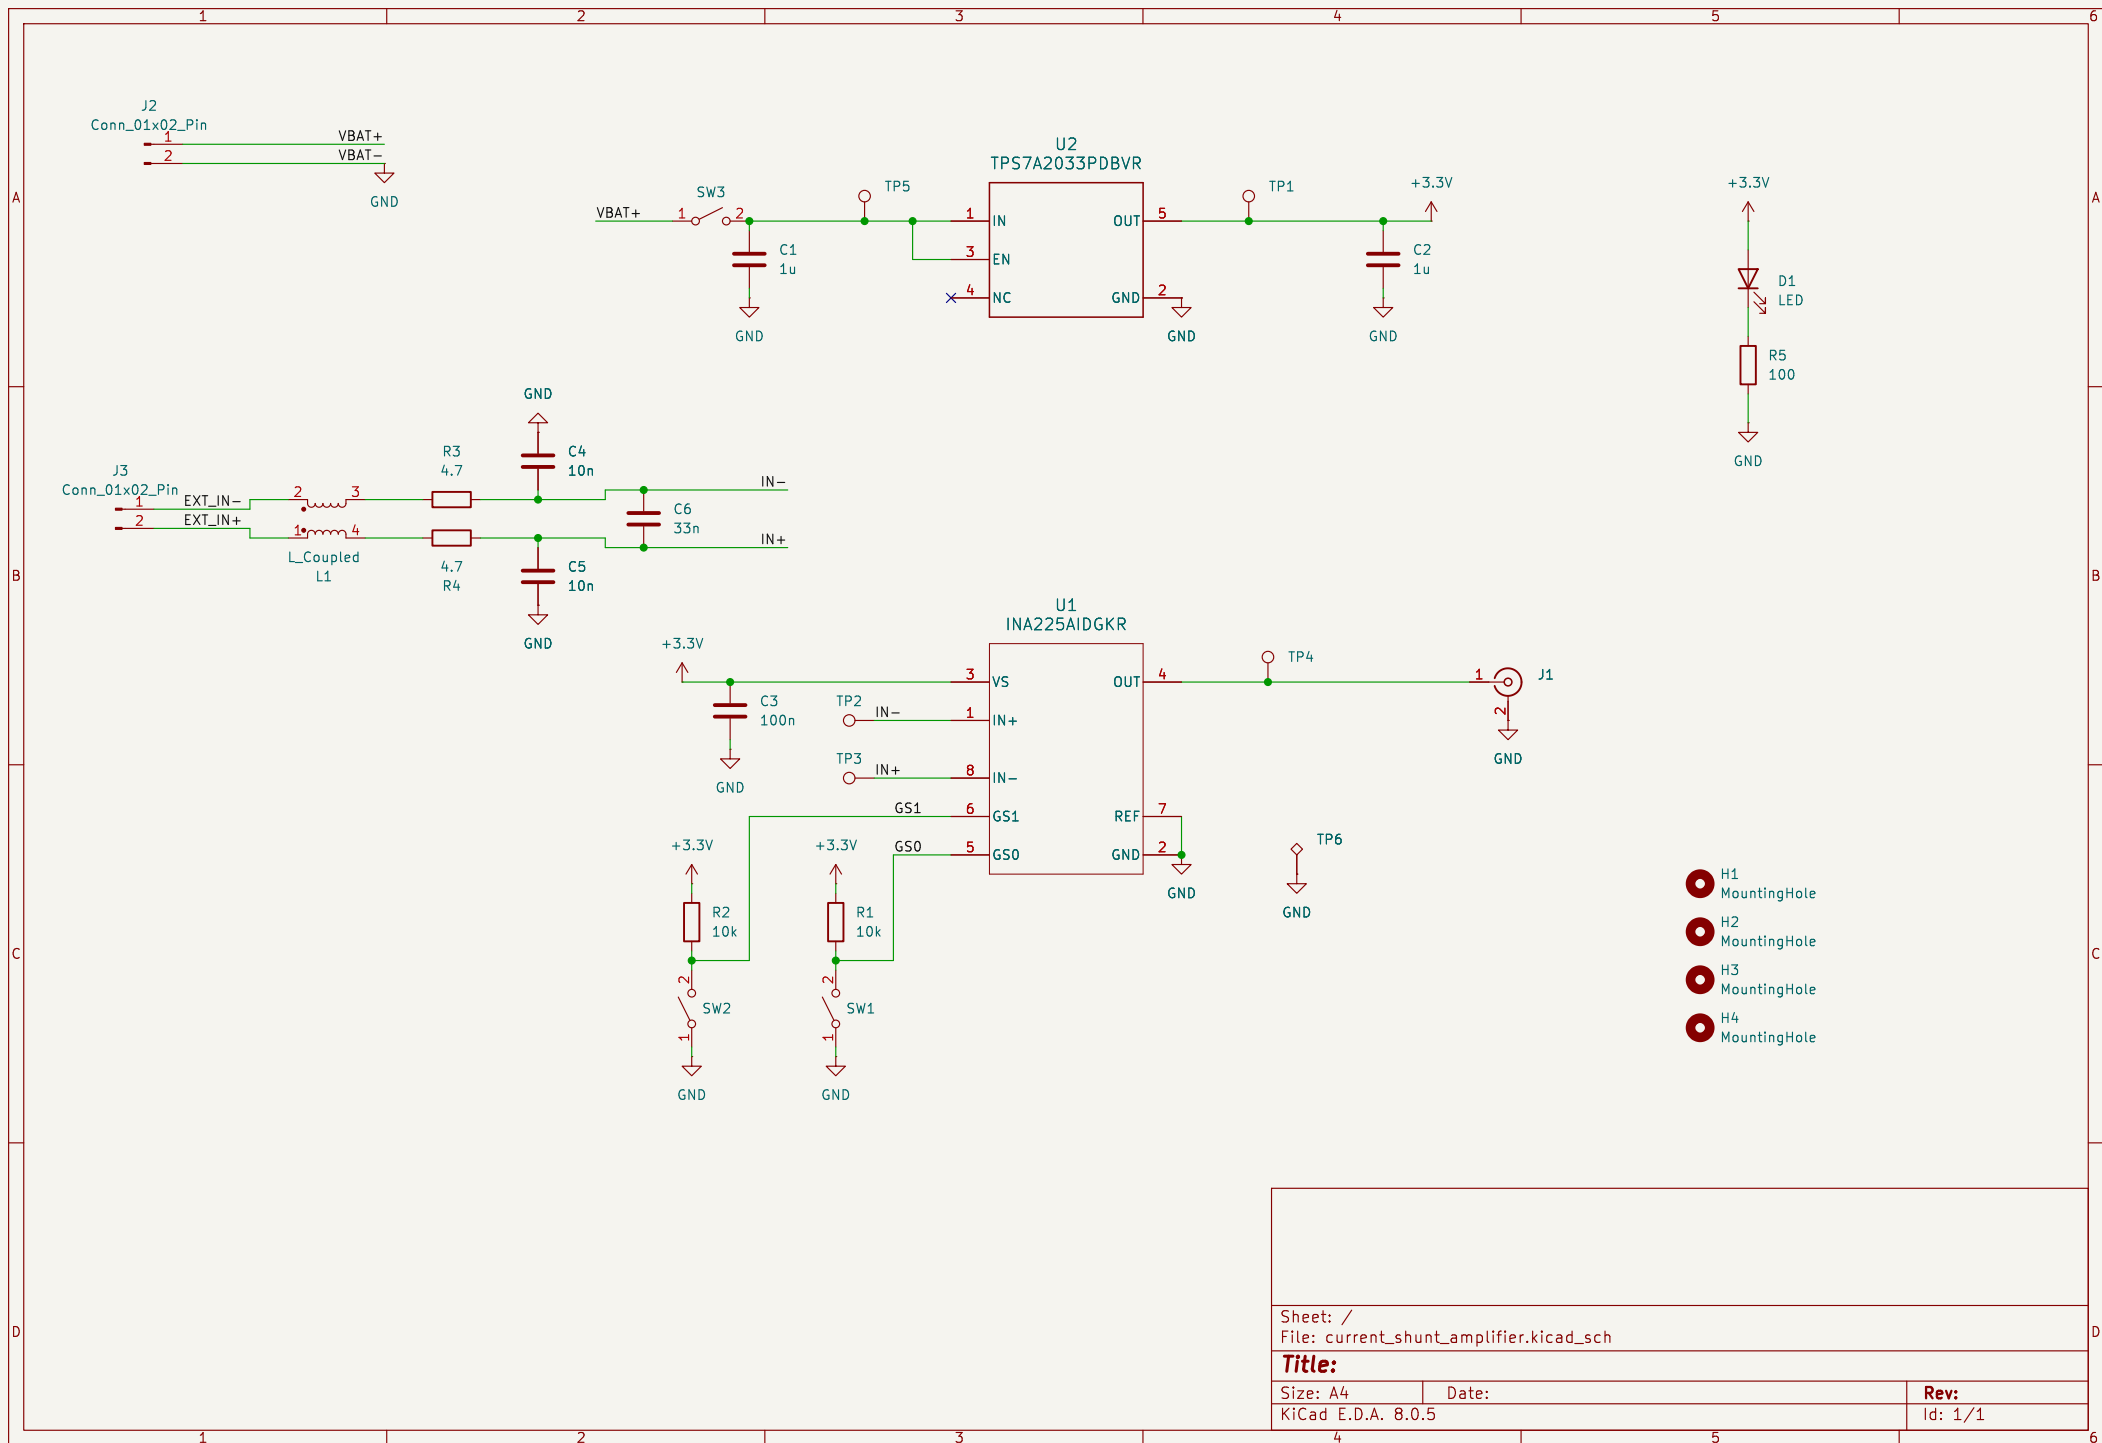 1 2 3 4 5 6
A A
B B
C C
D D
1 2 3 4 5 6
J2
Conn_01x02_Pin
1 VBAT+
2 VBAT-
GND
VBAT+
SW3
1 2
C1
1u
GND
TP5
U2
TPS7A2033PDBVR
1 IN
3 EN
4 NC
OUT 5
GND 2
GND
TP1
C2
1u
GND
+3.3V
+3.3V
D1
LED
R5
100
GND
J3
Conn_01x02_Pin
1 EXT_IN-
2 EXT_IN+
2 3
1 4
L_Coupled
L1
R3
4.7
4.7
R4
GND
C4
10n
C5
10n
GND
C6
33n
IN-
IN+
U1
INA225AIDGKR
+3.3V
C3
100n
GND
TP2
IN-
TP3
IN+
GS1
GS0
3 VS
1 IN+
8 IN-
6 GS1
5 GS0
OUT 4
REF 7
GND 2
GND
TP4
1
2
J1
GND
TP6
GND
+3.3V
R2
10k
2
SW2
1
GND
+3.3V
R1
10k
2
SW1
1
GND
H1
MountingHole
H2
MountingHole
H3
MountingHole
H4
MountingHole
Sheet: /
File: current_shunt_amplifier.kicad_sch
Title:
Size: A4 Date: Rev:
KiCad E.D.A. 8.0.5 Id: 1/1